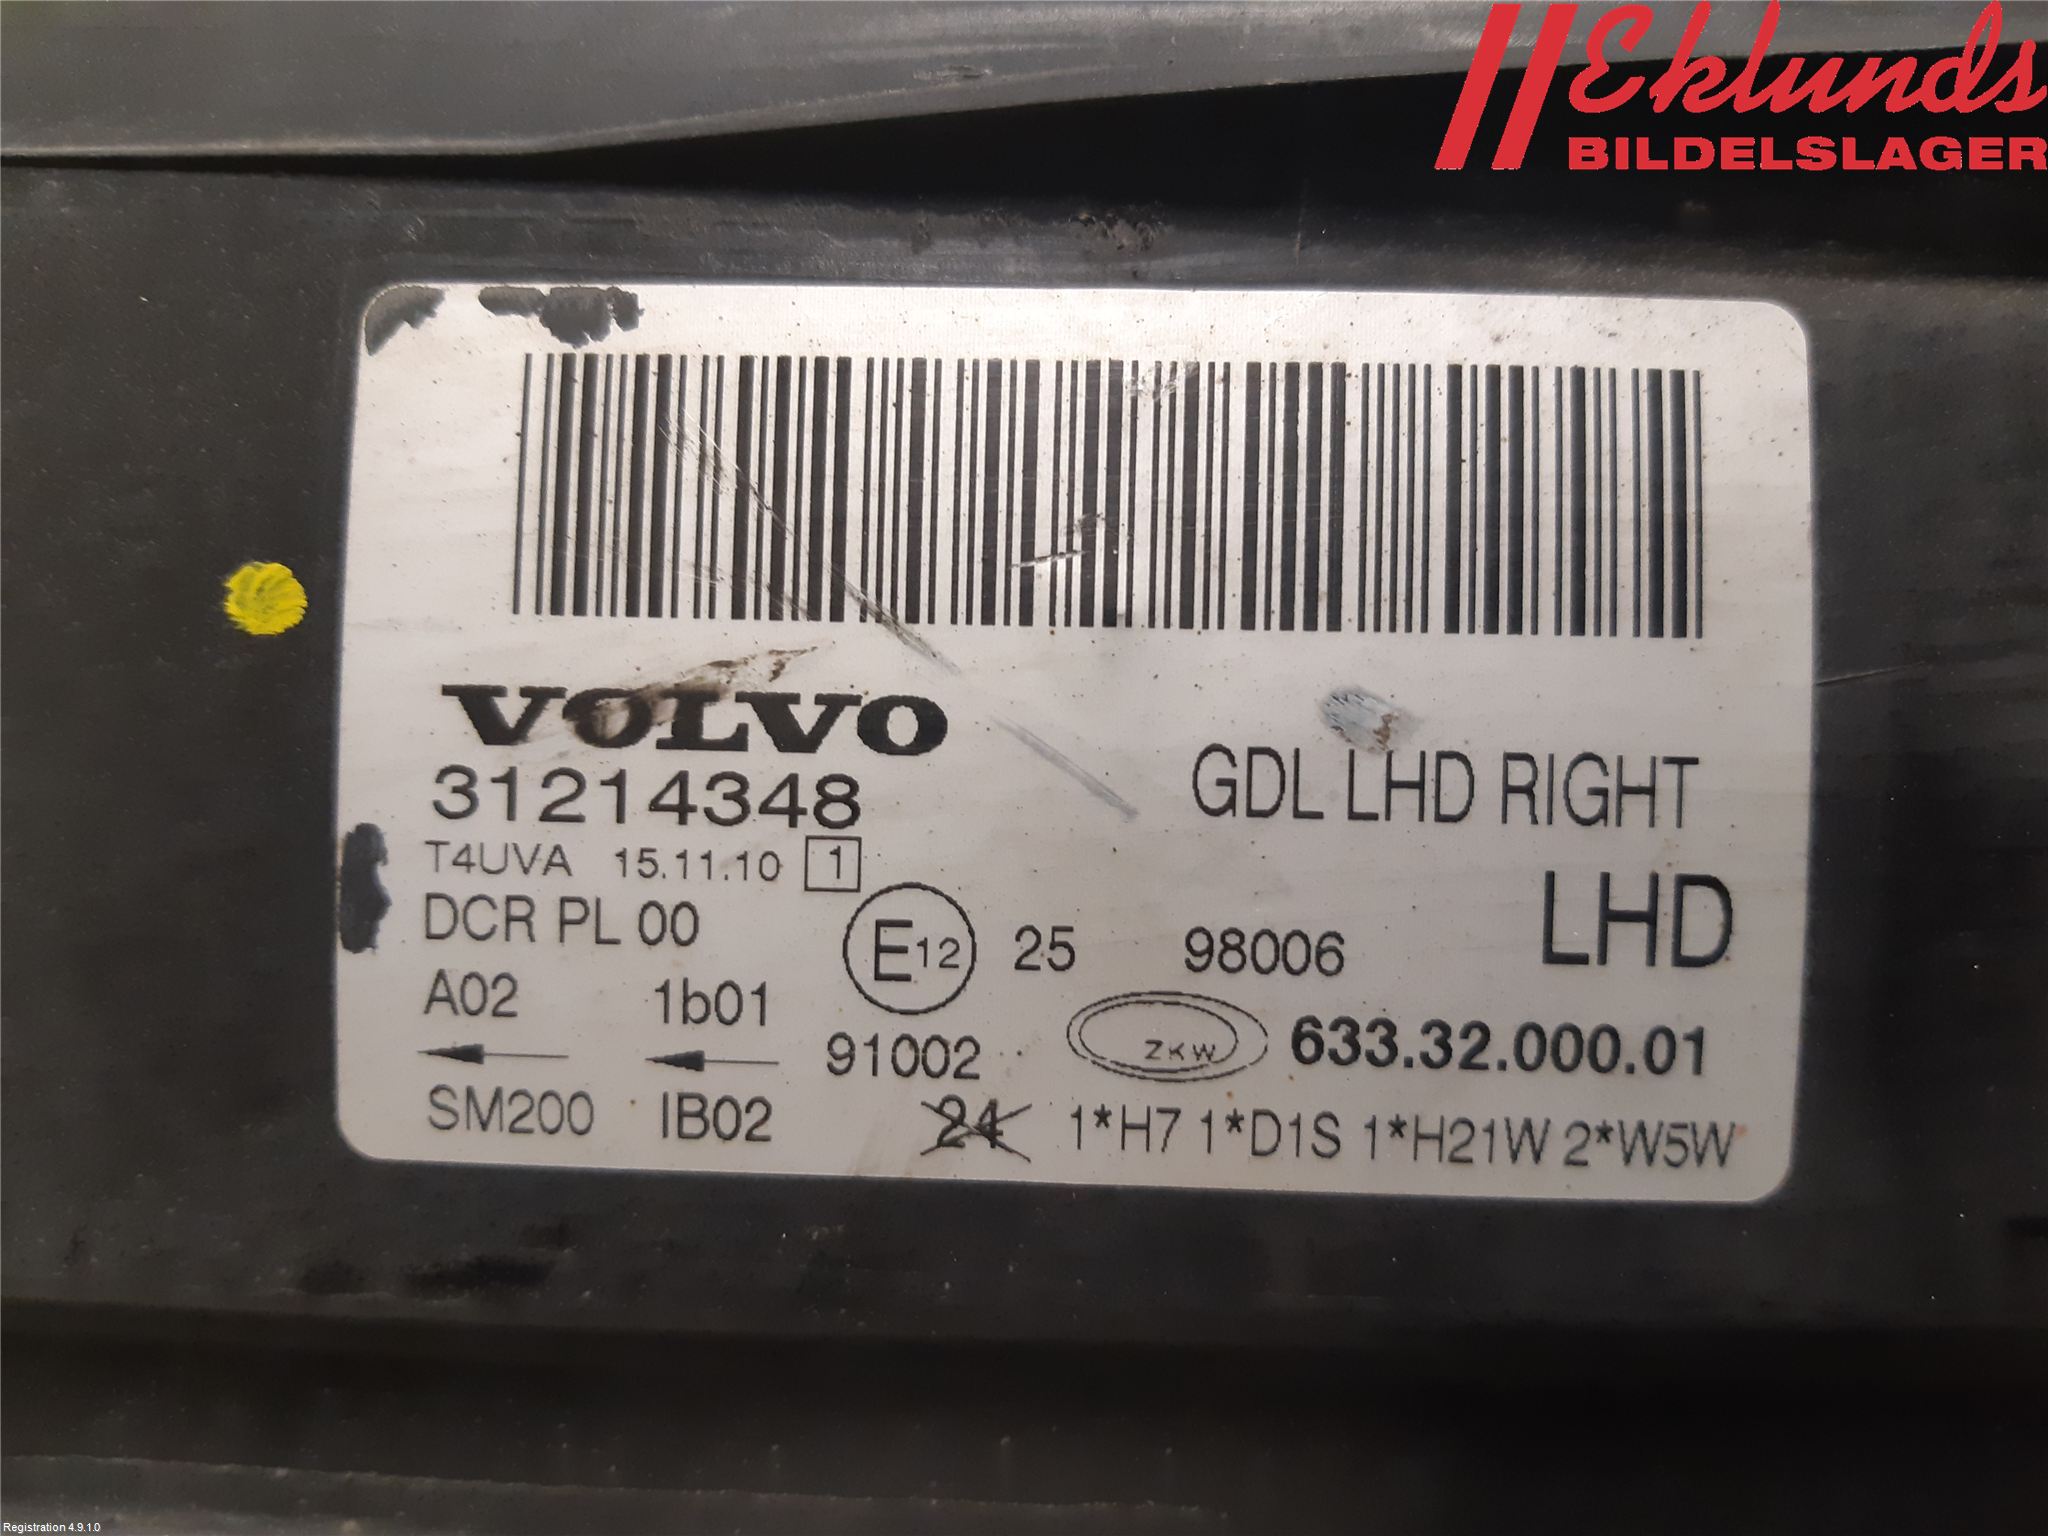 Eklunds
BILDELSLAGER
VOLVO
31214348
GDL LHD RIGHT
T4UVA 15.11.10 1
LHD
DCR PL 00
E12 25 98006
A02 1b01
91002 ZKW 633.32.000.01
SM200 IB02 24 1*H7 1*D1S 1*H21W 2*W5W
Registration 4.9.1.0